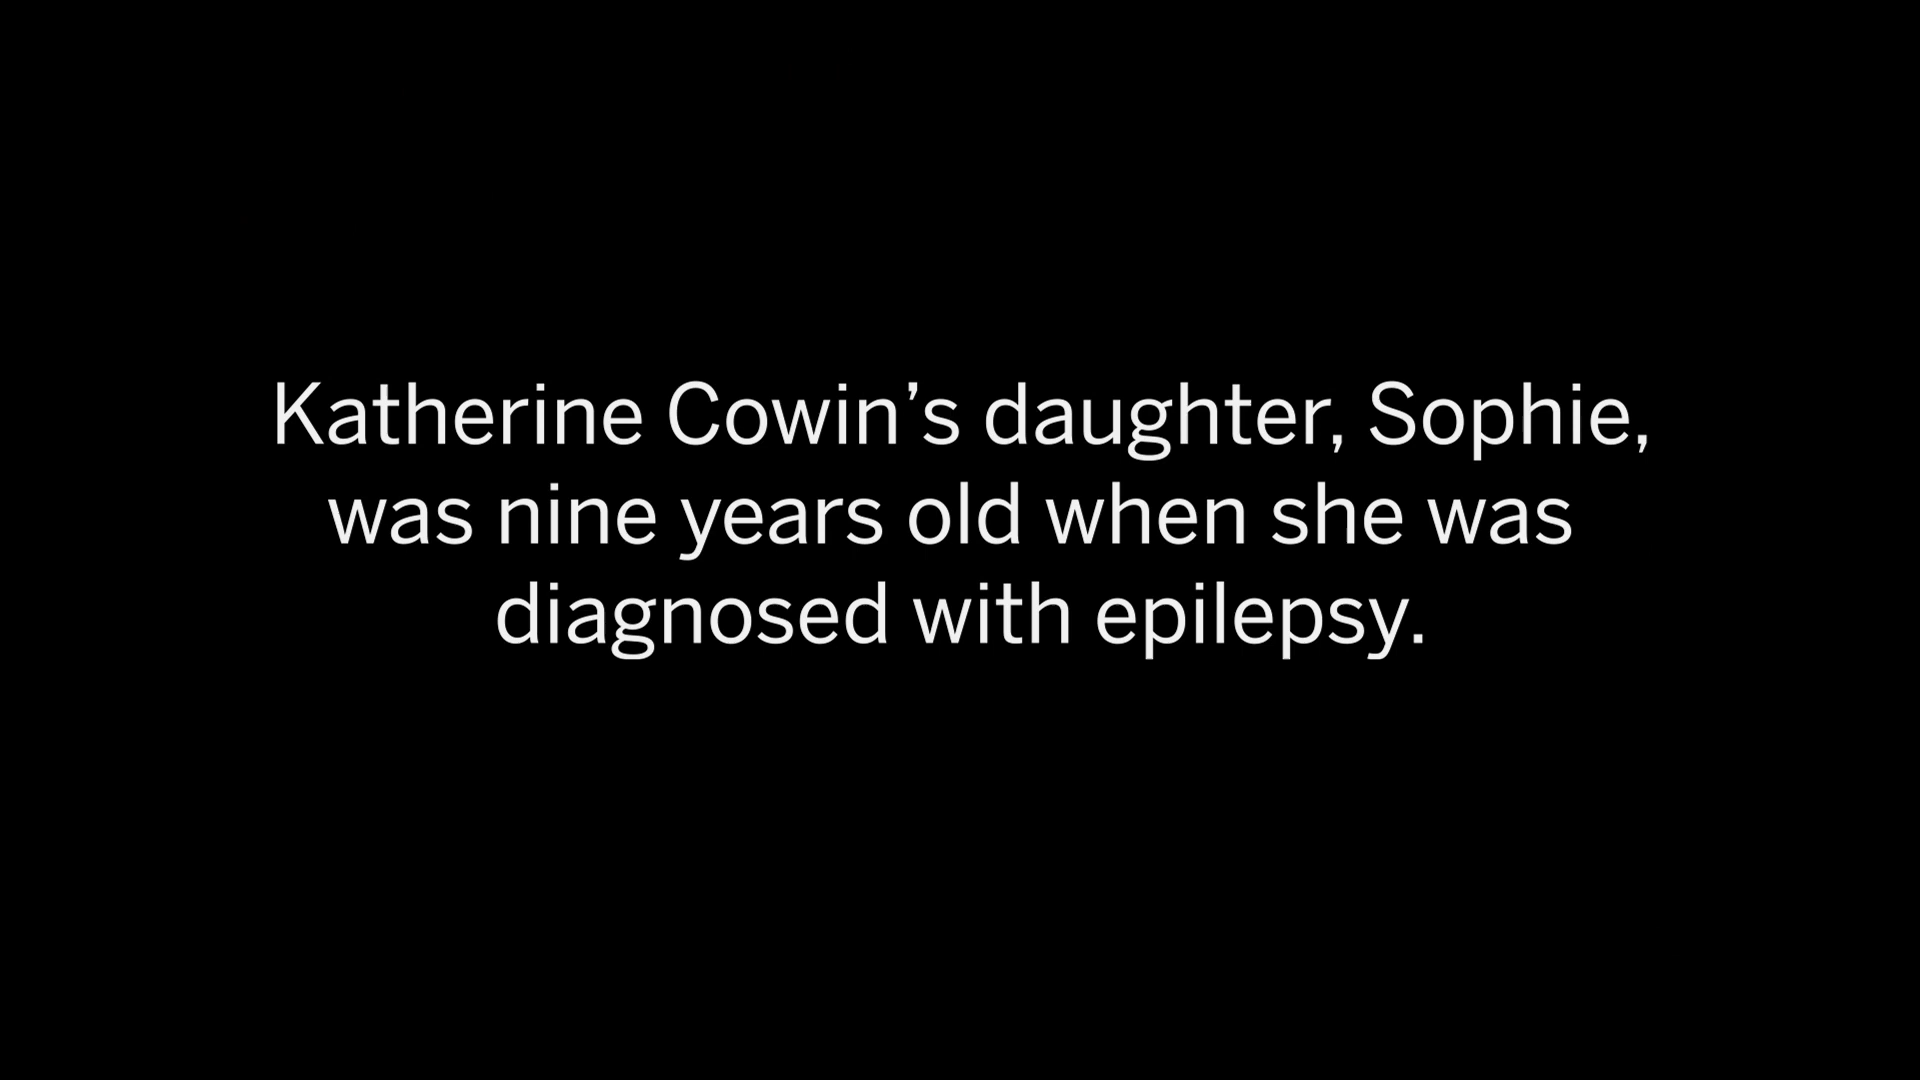 Katherine Cowin’s daughter, Sophie,
was nine years old when she was
diagnosed with epilepsy.